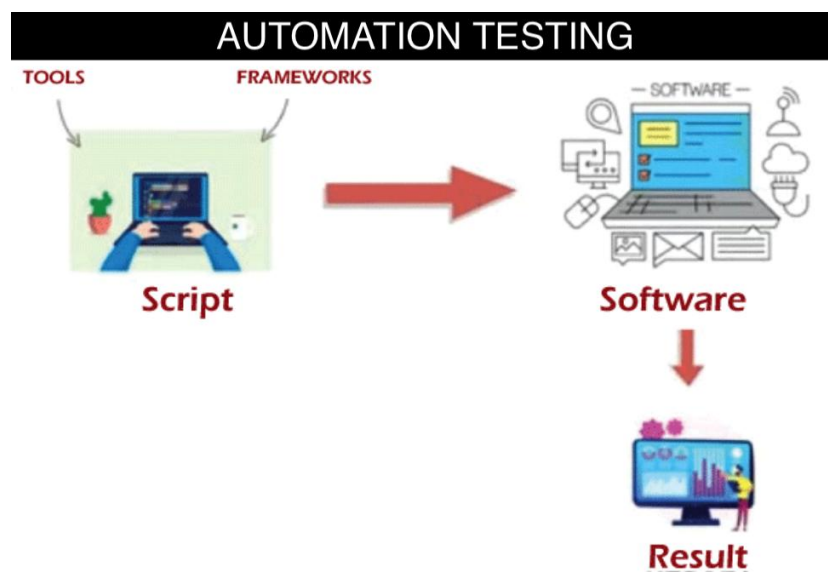 AUTOMATION TESTING
TOOLS
FRAMEWORKS
— SOFTWARE —
Script
Software
Result